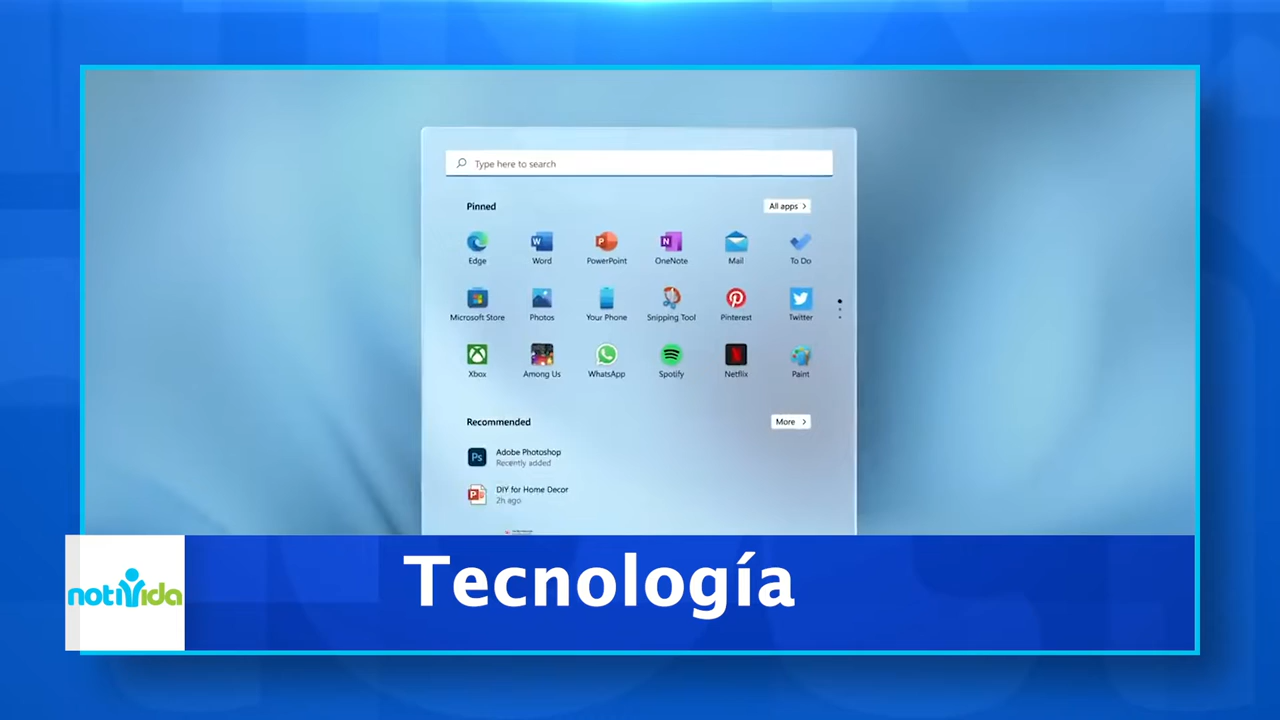 Type here to search
Pinned
All apps
Edge
Word
PowerPoint
OneNote
Mail
To Do
Microsoft Store
Photos
Your Phone
Snipping Tool
Pinterest
Twitter
Xbox
Among Us
WhatsApp
Spotify
Netflix
Paint
Recommended
More
Ps
Adobe Photoshop
Recently added
DIY for Home Decor
2h ago
Tecnología
notiVida